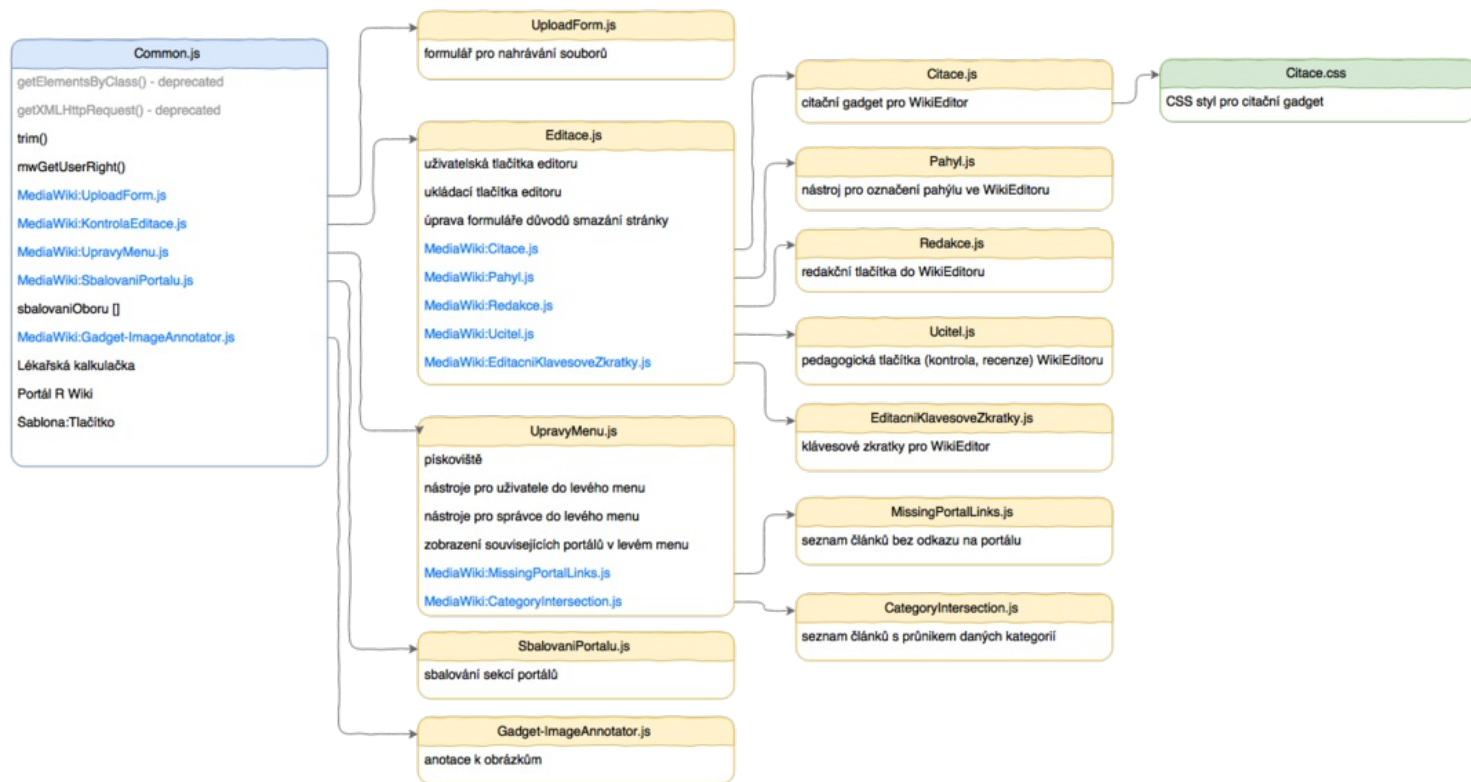 Common.js
getElementsByClass() - deprecated
getXMLHttpRequest() - deprecated
trim()
mwGetUserRight()
MediaWiki:UploadForm.js
MediaWiki:KontrolaEditace.js
MediaWiki:UpravyMenu.js
MediaWiki:SbalovaniPortalu.js
sbalovaniOboru []
MediaWiki:Gadget-ImageAnnotator.js
Lékařská kalkulačka
Portál R Wiki
Šablona:Tlačítko
UploadForm.js
formulář pro nahrávání souborů
Editace.js
uživatelská tlačítka editoru
ukládací tlačítka editoru
úprava formuláře důvodů smazání stránky
MediaWiki:Citace.js
MediaWiki:Pahyl.js
MediaWiki:Redakce.js
MediaWiki:Ucitel.js
MediaWiki:EditacniKlavesoveZkratky.js
UpravyMenu.js
pískoviště
nástroje pro uživatele do levého menu
nástroje pro správce do levého menu
zobrazení souvisejících portálů v levém menu
MediaWiki:MissingPortalLinks.js
MediaWiki:CategoryIntersection.js
SbalovaniPortalu.js
sbalování sekcí portálů
Gadget-ImageAnnotator.js
anotace k obrázkům
Citace.js
citační gadget pro WikiEditor
Pahyl.js
nástroj pro označení pahýlu ve WikiEditoru
Redakce.js
redakční tlačítka do WikiEditoru
Ucitel.js
pedagogická tlačítka (kontrola, recenze) WikiEditoru
EditacniKlavesoveZkratky.js
klávesové zkratky pro WikiEditor
MissingPortalLinks.js
seznam článků bez odkazu na portálu
CategoryIntersection.js
seznam článků s průnikem daných kategorií
Citace.css
CSS styl pro citační gadget